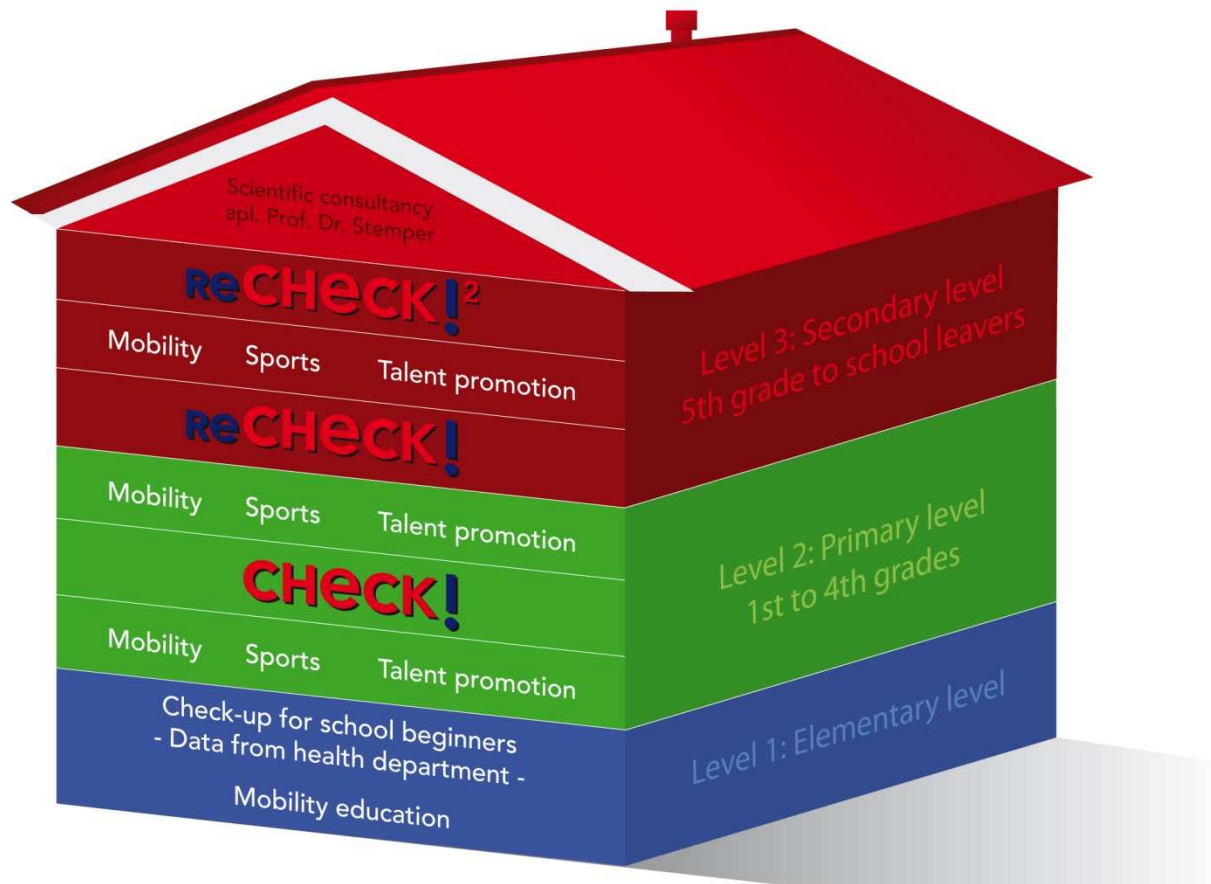 Scientific consultancy
apl. Prof. Dr. Stemper
ReCHeCK!²
Mobility Sports Talent promotion
ReCHeCK!
Mobility Sports Talent promotion
CHeCK!
Mobility Sports Talent promotion
Check-up for school beginners
- Data from health department -
Mobility education
Level 3: Secondary level
5th grade to school leavers
Level 2: Primary level
1st to 4th grades
Level 1: Elementary level